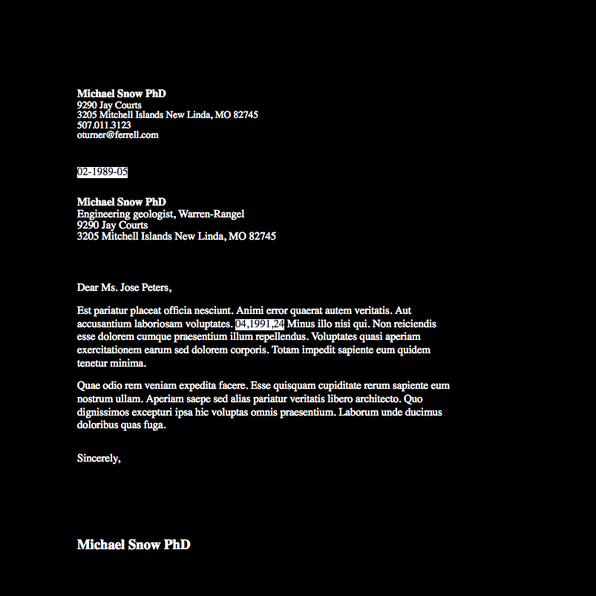 Michael Snow PhD
9290 Jay Courts
3205 Mitchell Islands New Linda, MO 82745
507.011.3123
oturner@ferrell.com
02-1989-05
Michael Snow PhD
Engineering geologist, Warren-Rangel
9290 Jay Courts
3205 Mitchell Islands New Linda, MO 82745
Dear Ms. Jose Peters,
Est pariatur placeat officia nesciunt. Animi error quaerat autem veritatis. Aut
accusantium laboriosam voluptates. 04,1991,24 Minus illo nisi qui. Non reiciendis
esse dolorem cumque praesentium illum repellendus. Voluptates quasi aperiam
exercitationem earum sed dolorem corporis. Totam impedit sapiente eum quidem
tenetur minima.
Quae odio rem veniam expedita facere. Esse quisquam cupiditate rerum sapiente eum
nostrum ullam. Aperiam saepe sed alias pariatur veritatis libero architecto. Quo
dignissimos excepturi ipsa hic voluptas omnis praesentium. Laborum unde ducimus
doloribus quas fuga.
Sincerely,
Michael Snow PhD